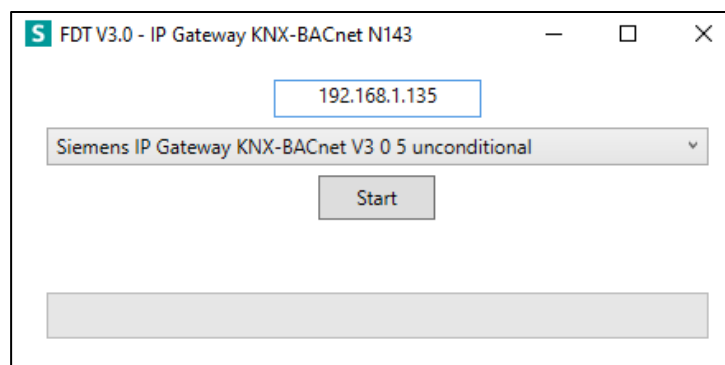 S FDT V3.0 - IP Gateway KNX-BACnet N143
192.168.1.135
Siemens IP Gateway KNX-BACnet V3 0 5 unconditional
Start